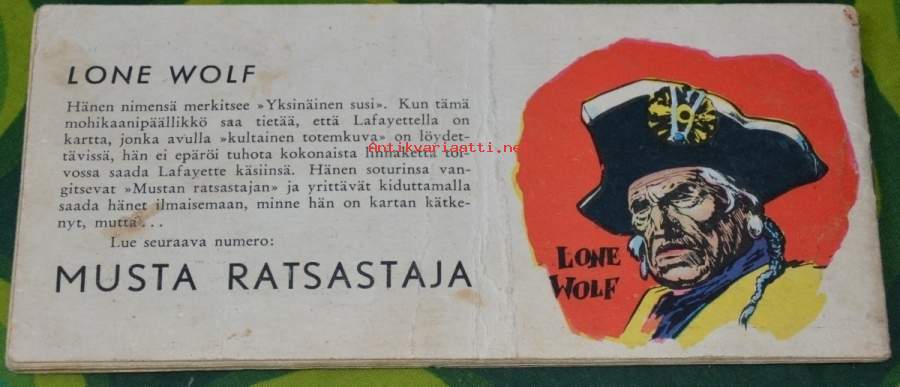 LONE WOLF
Hänen nimensä merkitsee »Yksinäinen susi». Kun tämä
mohikaanipäällikkö saa tietää, että Lafayettella on
kartta, jonka avulla »kultainen totemkuva» on löydet-
tävissä, hän ei epäröi tuhota kokonaista linnaketta toi-
vossa saada Lafayette käsiinsä. Hänen soturinsa van-
gitsevat »Mustan ratsastajan» ja yrittävät kiduttamalla
saada hänet ilmaisemaan, minne hän on kartan kätke-
nyt, mutta . . .
Lue seuraava numero:
MUSTA RATSASTAJA
Antikvariaatti.net
19
LONE
WOLF